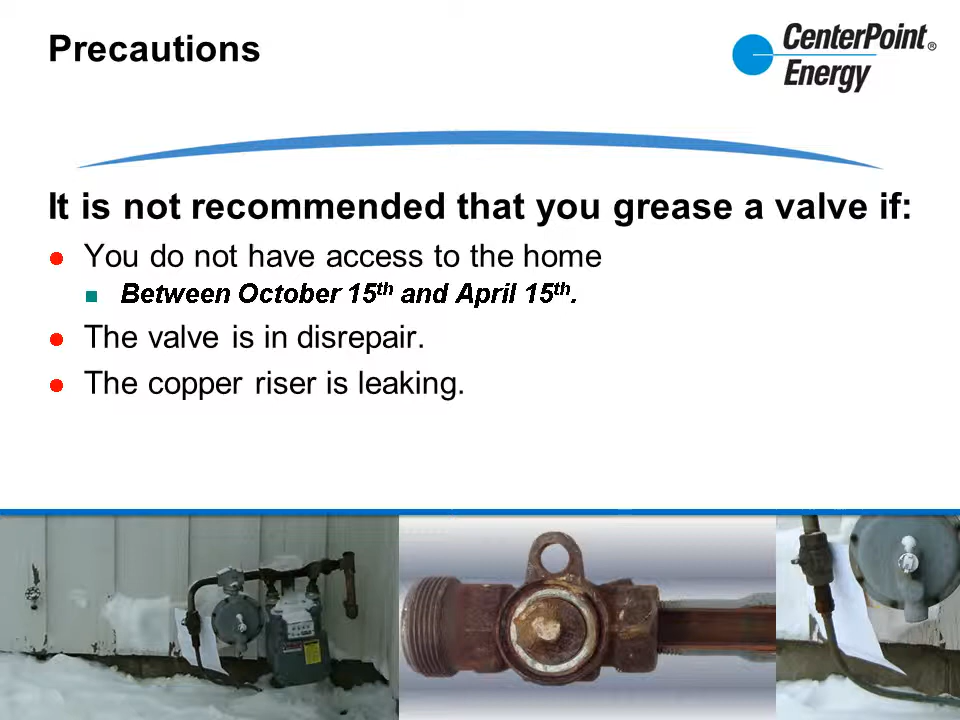 Precautions
CenterPoint®
Energy
It is not recommended that you grease a valve if:
You do not have access to the home
Between October 15th and April 15th.
The valve is in disrepair.
The copper riser is leaking.